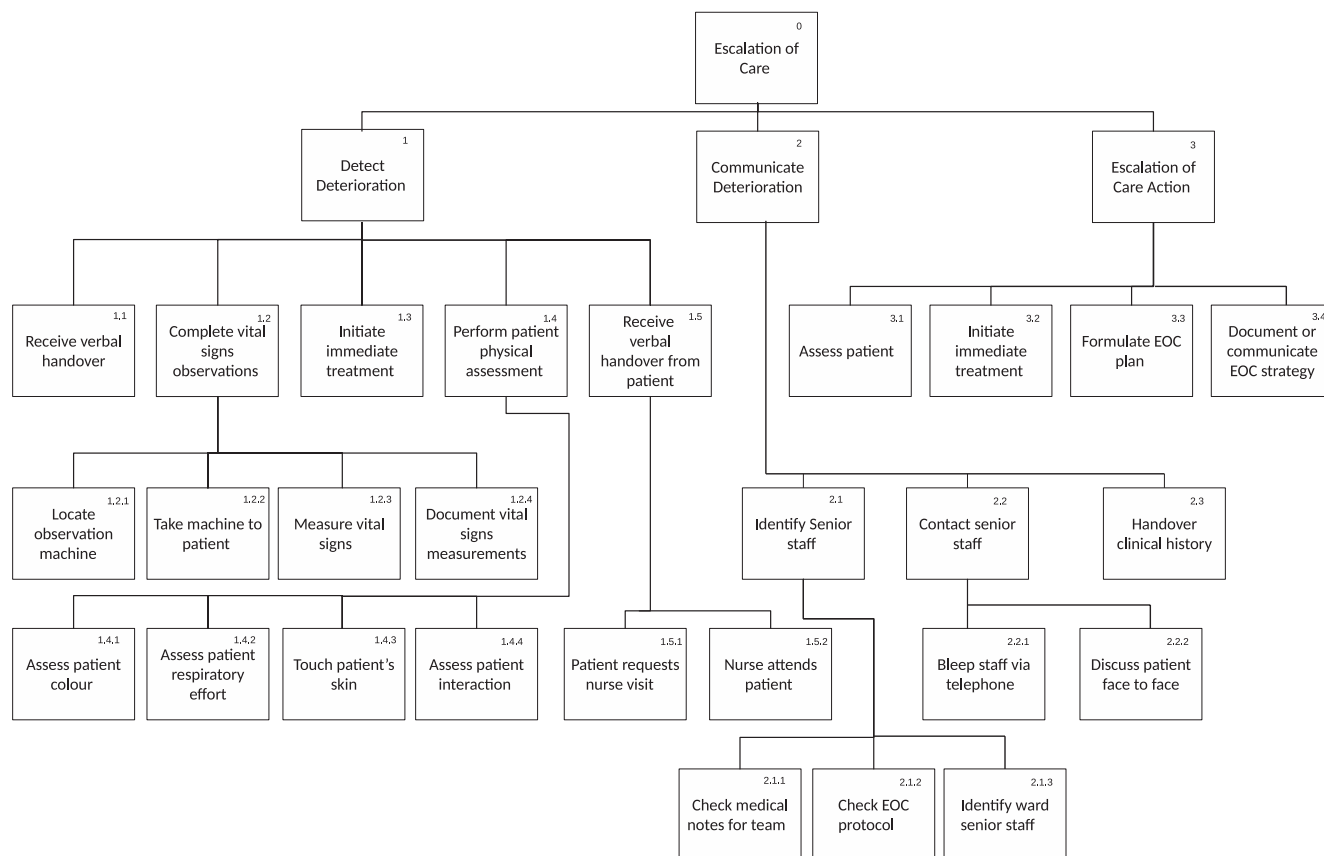 0
Escalation of
Care
1
Detect
Deterioration
2
Communicate
Deterioration
3
Escalation of
Care Action
1.1
Receive verbal
handover
1.2
Complete vital
signs
observations
1.3
Initiate
immediate
treatment
1.4
Perform patient
physical
assessment
1.5
Receive
verbal
handover from
patient
3.1
Assess patient
3.2
Initiate
immediate
treatment
3.3
Formulate EOC
plan
3.4
Document or
communicate
EOC strategy
1.2.1
Locate
observation
machine
1.2.2
Take machine to
patient
1.2.3
Measure vital
signs
1.2.4
Document vital
signs
measurements
2.1
Identify Senior
staff
2.2
Contact senior
staff
2.3
Handover
clinical history
1.4.1
Assess patient
colour
1.4.2
Assess patient
respiratory
effort
1.4.3
Touch patient’s
skin
1.4.4
Assess patient
interaction
1.5.1
Patient requests
nurse visit
1.5.2
Nurse attends
patient
2.2.1
Bleep staff via
telephone
2.2.2
Discuss patient
face to face
2.1.1
Check medical
notes for team
2.1.2
Check EOC
protocol
2.1.3
Identify ward
senior staff